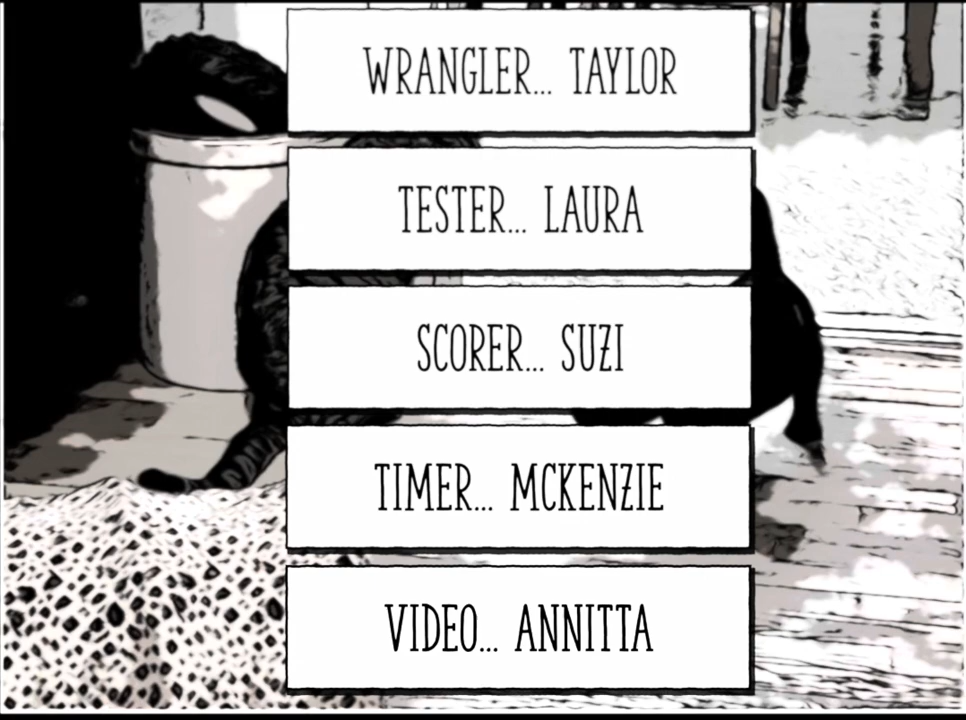 WRANGLER... TAYLOR
TESTER... LAURA
SCORER... SUZI
TIMER... MCKENZIE
VIDEO... ANNITTA